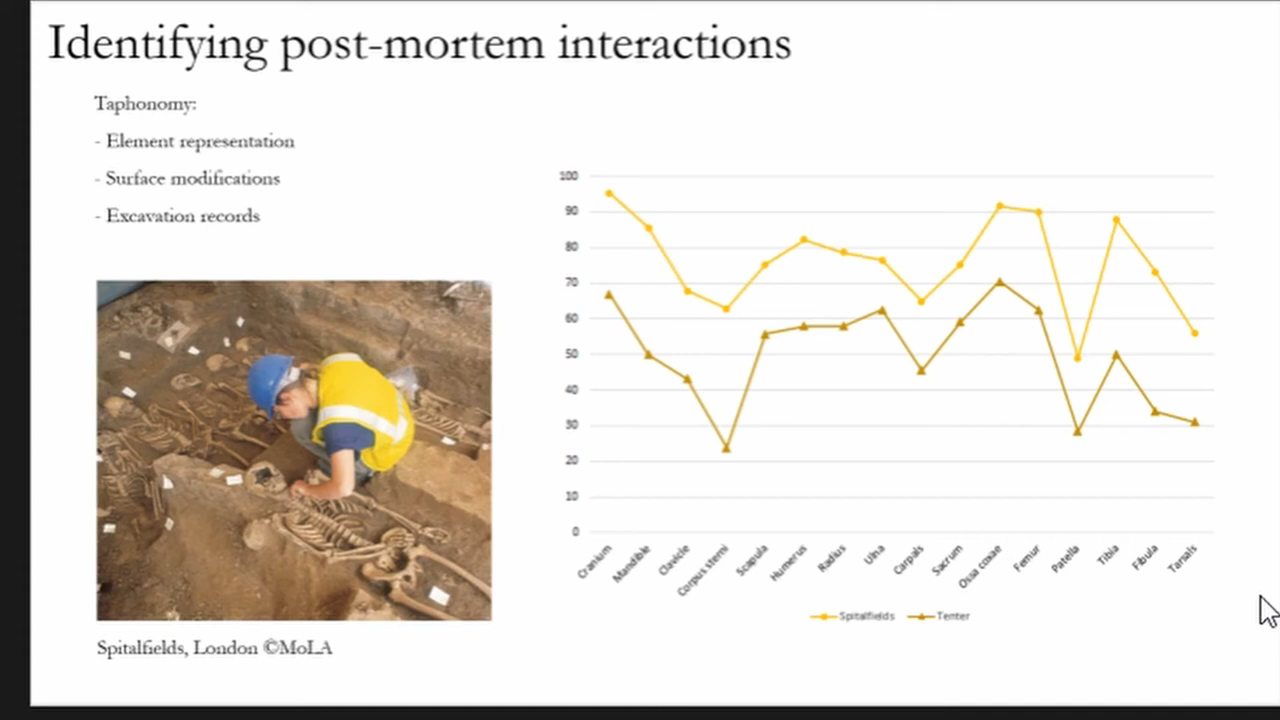 Identifying post-mortem interactions
Taphonomy:
- Element representation
- Surface modifications
- Excavation records
Spitalfields, London ©MoLA
100
90
80
70
60
50
40
30
20
10
0
Cranium
Mandible
Clavicle
Corpus sterni
Scapula
Humerus
Radius
Ulna
Carpals
Sacrum
Ossa coxae
Femur
Patella
Tibia
Fibula
Tarsals
Spitalfields Tenter